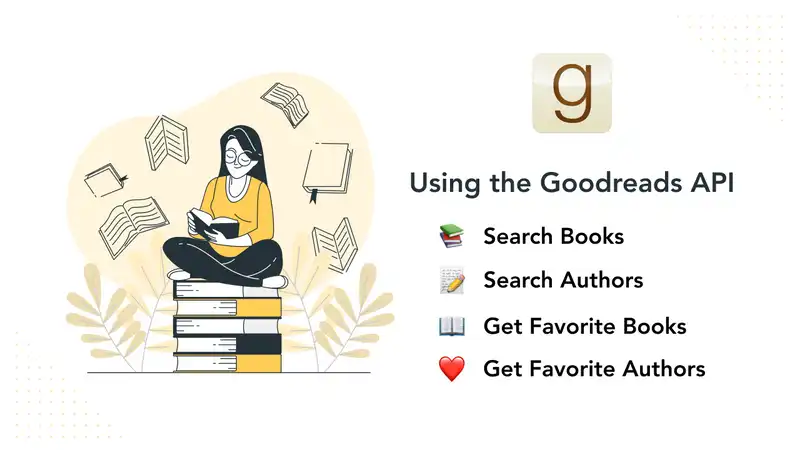 g
Using the Goodreads API
Search Books
Search Authors
Get Favorite Books
Get Favorite Authors